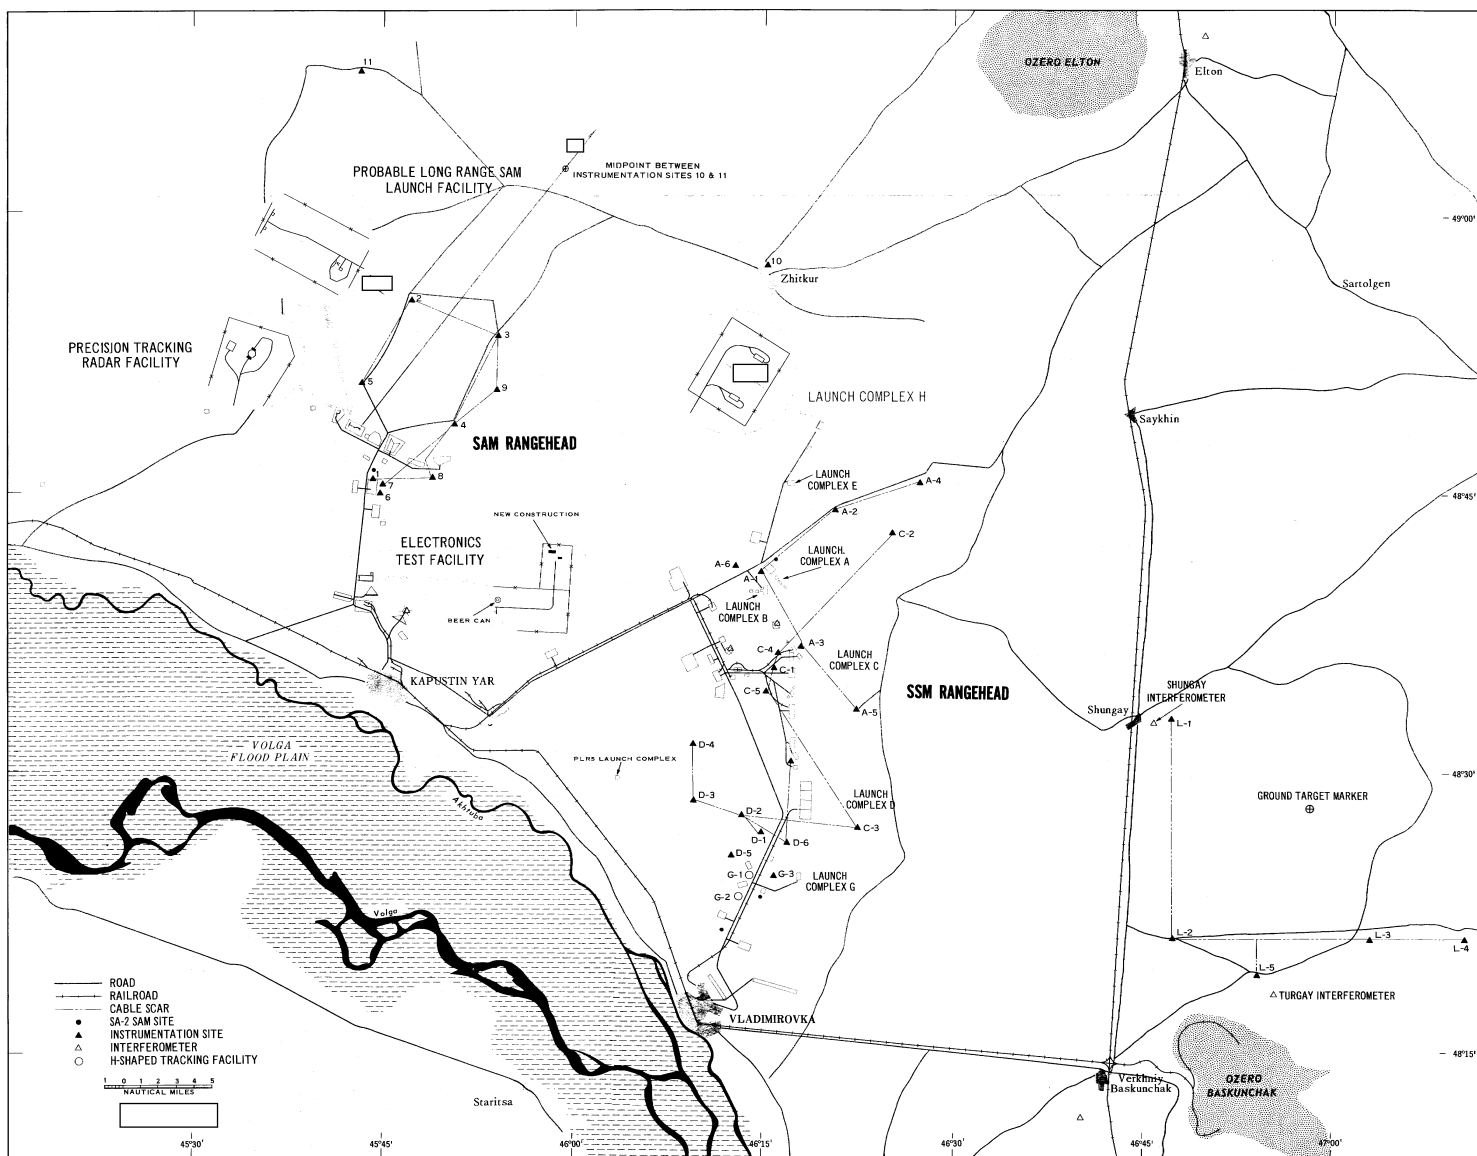 11
OZERO ELTON
Elton
PROBABLE LONG RANGE SAM
LAUNCH FACILITY
MIDPOINT BETWEEN
INSTRUMENTATION SITES 10 & 11
49°00'
10
Zhitkur
Sartolgen
2
3
PRECISION TRACKING
RADAR FACILITY
5
9
LAUNCH COMPLEX H
4
Saykhin
SAM RANGEHEAD
1
7
6
8
LAUNCH
COMPLEX E
A-4
48°45'
A-2
NEW CONSTRUCTION
C-2
ELECTRONICS
TEST FACILITY
LAUNCH.
COMPLEX A
A-6
A-1
BEER CAN
LAUNCH
COMPLEX B
C-4
A-3
LAUNCH
COMPLEX C
C-1
C-5
KAPUSTIN YAR
SSM RANGEHEAD
SHUNGAY
INTERFEROMETER
A-5
Shungay
L-1
D-4
VOLGA
FLOOD PLAIN
PLRS LAUNCH COMPLEX
48°30'
D-3
Akhtuba
LAUNCH
COMPLEX D
GROUND TARGET MARKER
D-2
C-3
D-1
D-6
D-5
G-1
G-3
LAUNCH
COMPLEX G
G-2
Volga
L-2
L-3
L-4
L-5
TURGAY INTERFEROMETER
ROAD
RAILROAD
CABLE SCAR
SA-2 SAM SITE
INSTRUMENTATION SITE
INTERFEROMETER
H-SHAPED TRACKING FACILITY
1 0 1 2 3 4 5
NAUTICAL MILES
VLADIMIROVKA
48°15'
Verkhniy
Baskunchak
OZERO
BASKUNCHAK
Staritsa
45°30'
45°45'
46°00'
46°15'
46°30'
46°45'
47°00'